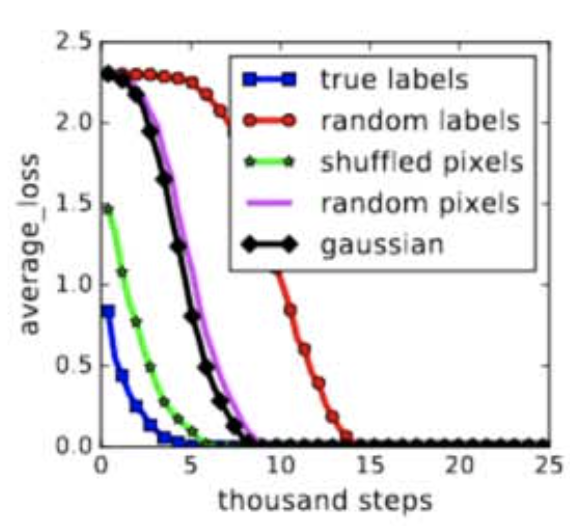 2.5
2.0
1.5
1.0
0.5
0.0
average_loss
true labels
random labels
shuffled pixels
random pixels
gaussian
0 5 10 15 20 25
thousand steps